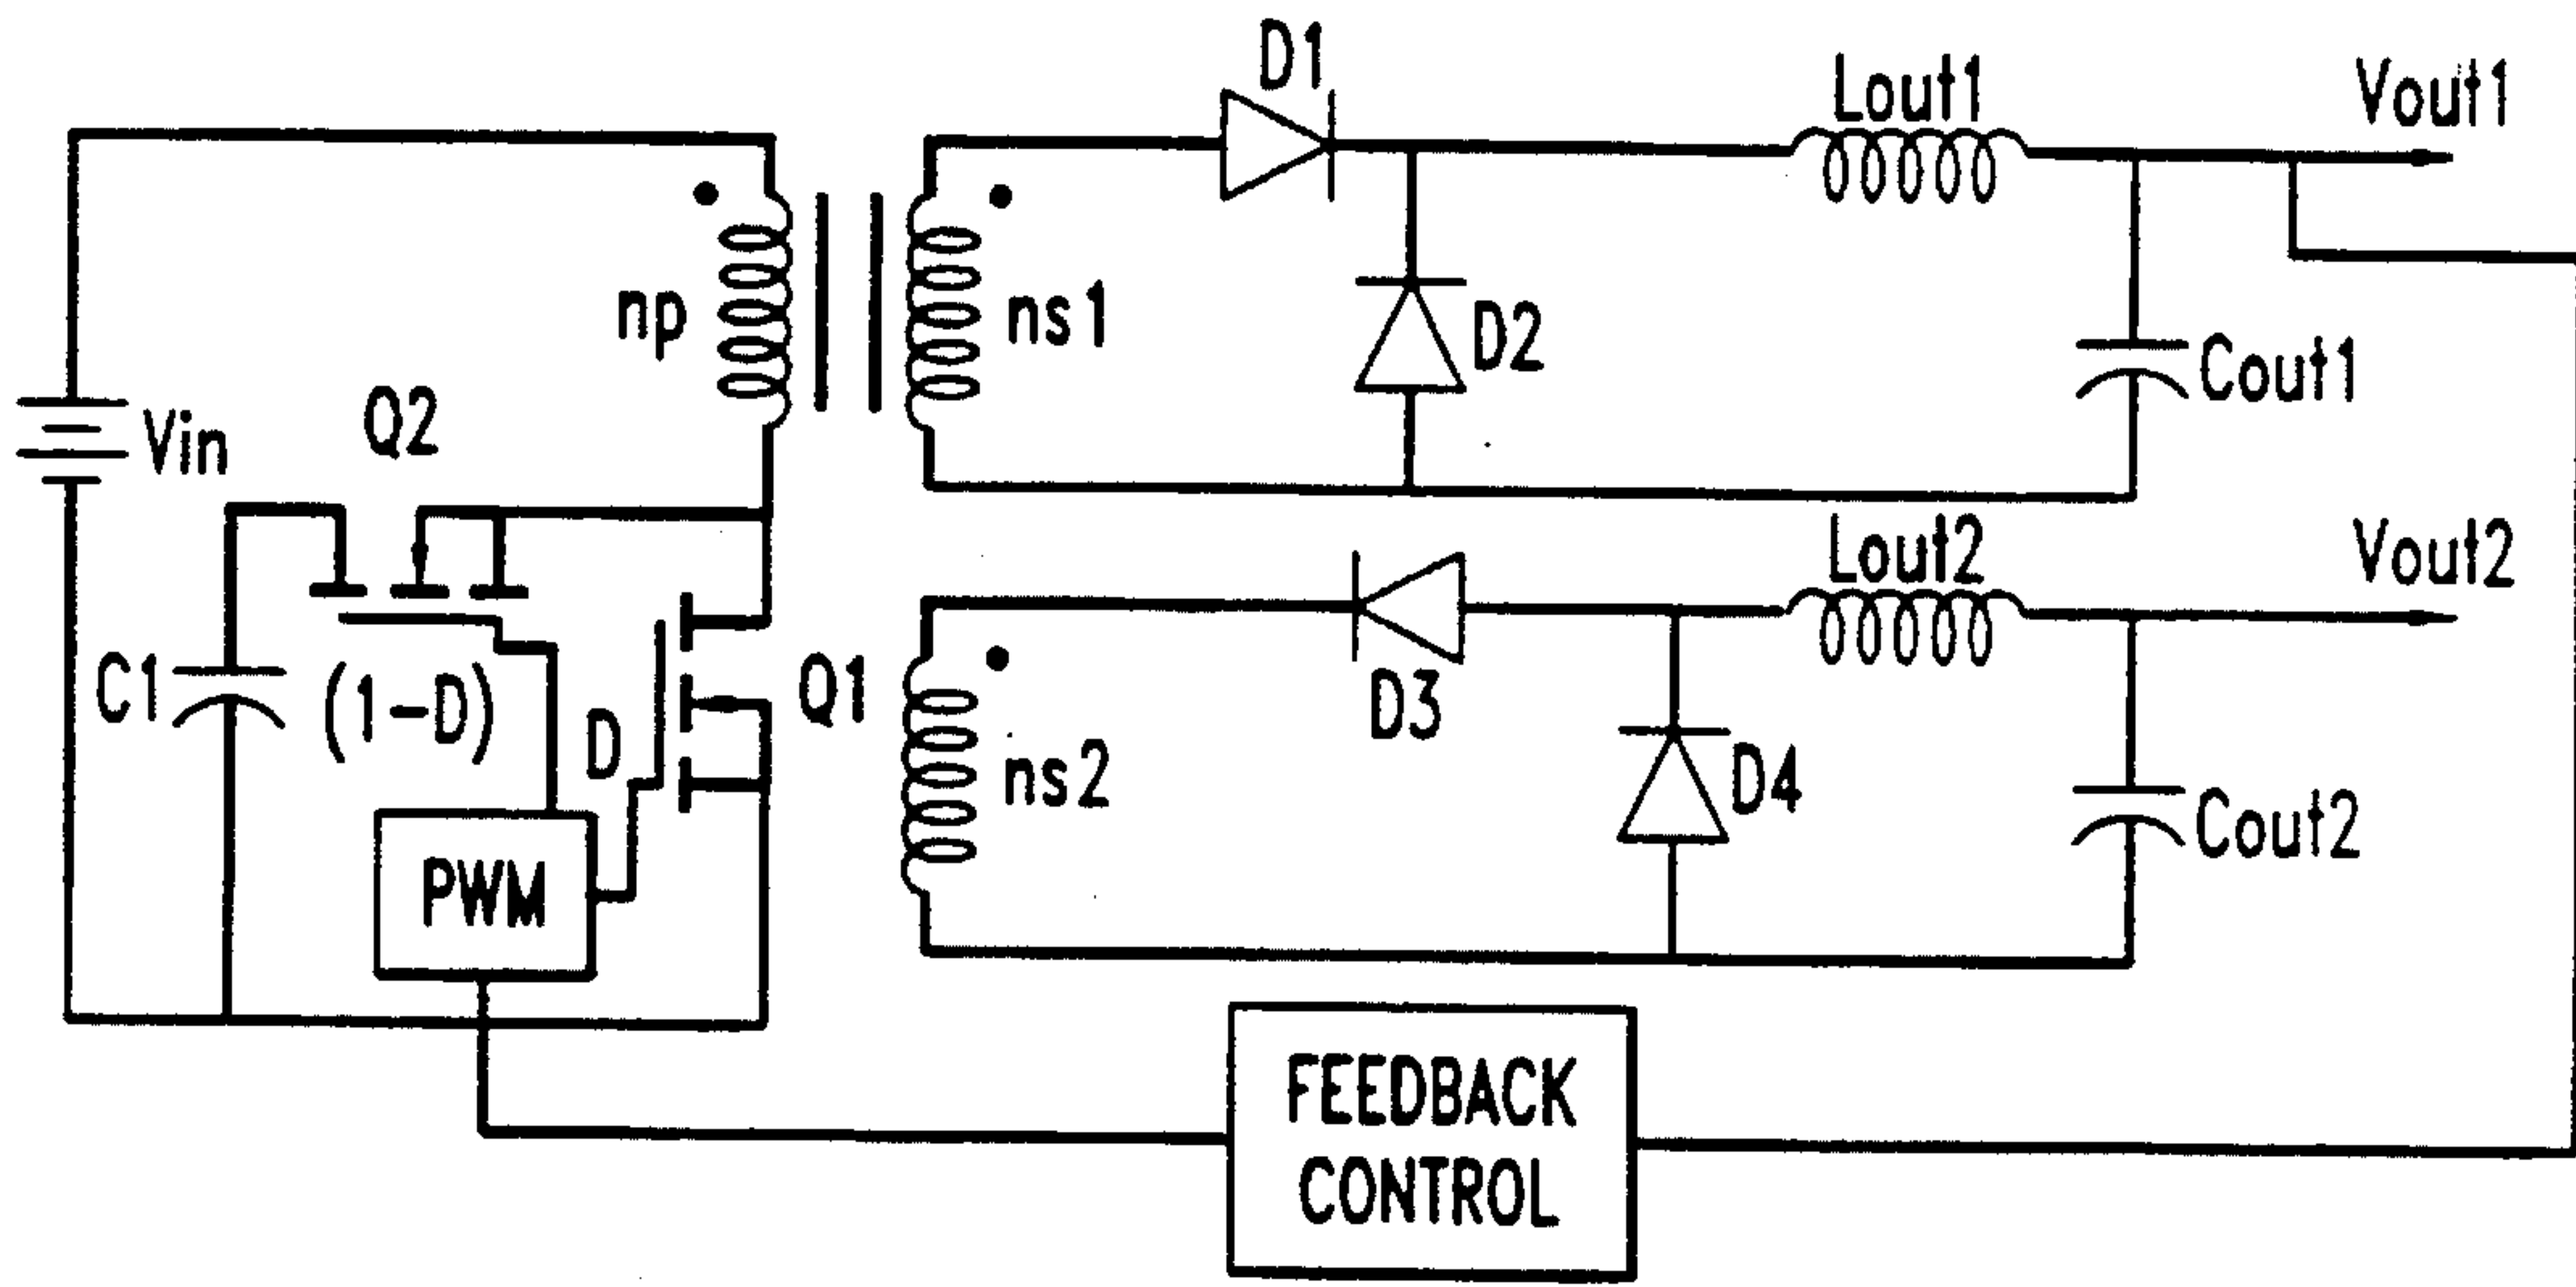 D1
Lout1
Vout1
np
ns1
D2
Cout1
Vin
Q2
Lout2
Vout2
C1
(1-D)
D
Q1
D3
ns2
D4
Cout2
PWM
FEEDBACK
CONTROL